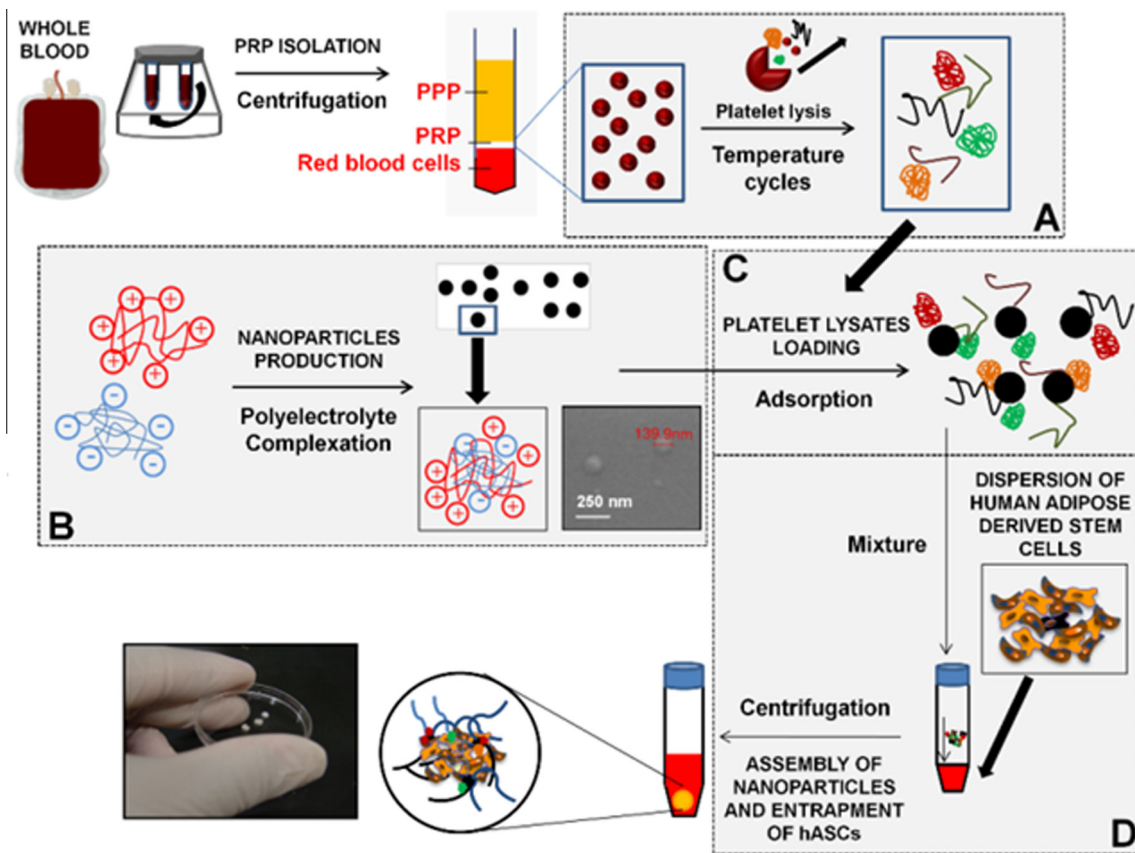 WHOLE
BLOOD
PRP ISOLATION
Centrifugation
PPP
PRP
Red blood cells
Platelet lysis
Temperature
cycles
A
NANOPARTICLES
PRODUCTION
Polyelectrolyte
Complexation
139.9nm
250 nm
B
C
PLATELET LYSATES
LOADING
Adsorption
DISPERSION OF
HUMAN ADIPOSE
DERIVED STEM
CELLS
Mixture
Centrifugation
ASSEMBLY OF
NANOPARTICLES
AND ENTRAPMENT
OF hASCs
D